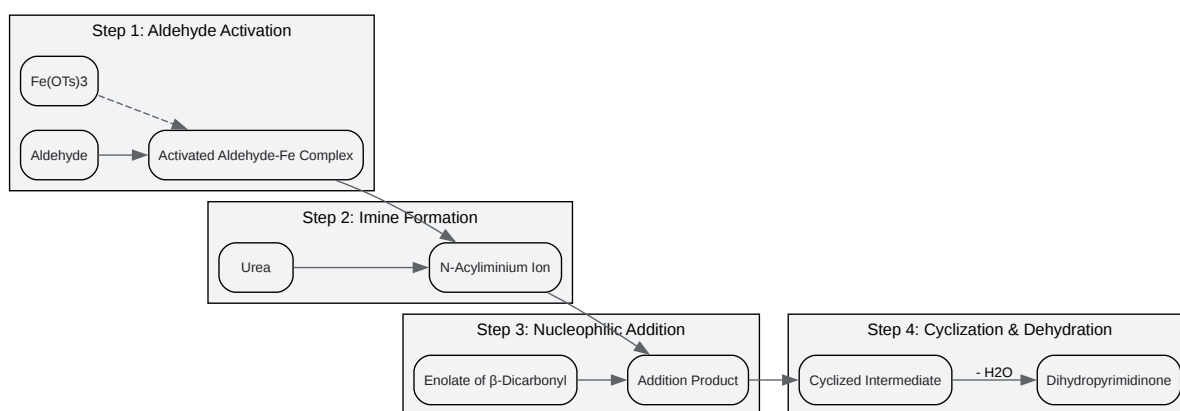 Step 1: Aldehyde Activation
Fe(OTs)3
Aldehyde
Activated Aldehyde-Fe Complex
Step 2: Imine Formation
Urea
N-Acyliminium Ion
Step 3: Nucleophilic Addition
Enolate of β-Dicarbonyl
Addition Product
Step 4: Cyclization & Dehydration
Cyclized Intermediate
- H2O
Dihydropyrimidinone